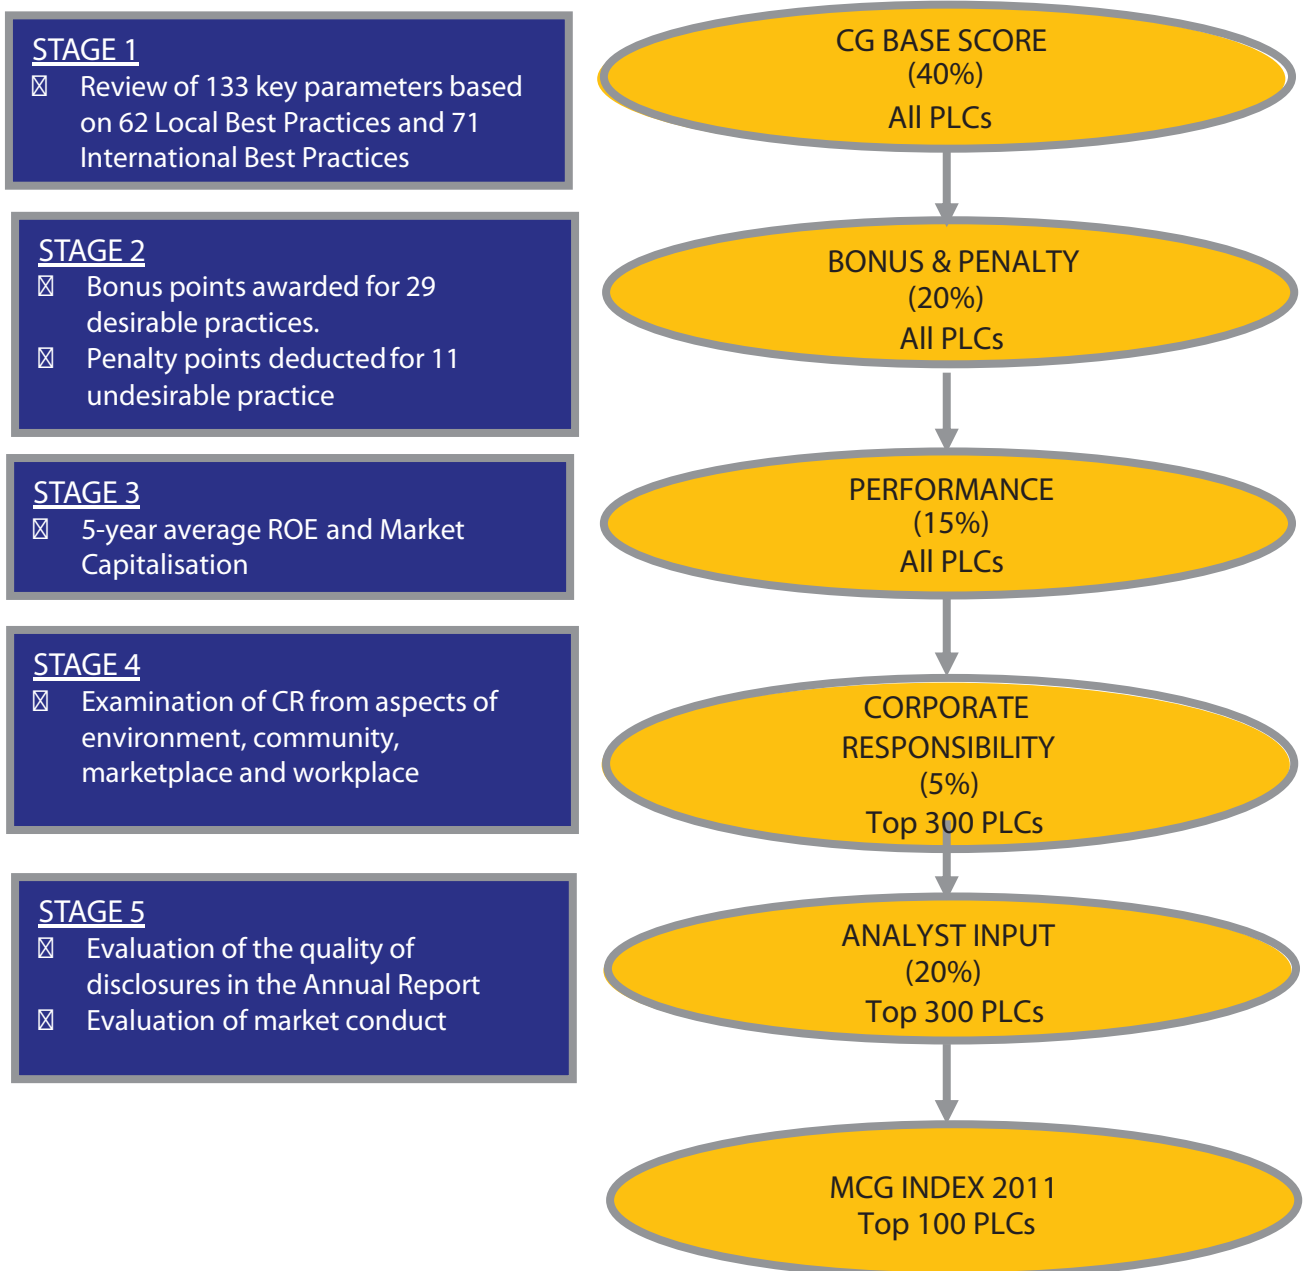 STAGE 1
Review of 133 key parameters based
on 62 Local Best Practices and 71
International Best Practices
CG BASE SCORE
(40%)
All PLCs
STAGE 2
Bonus points awarded for 29
desirable practices.
Penalty points deducted for 11
undesirable practice
BONUS & PENALTY
(20%)
All PLCs
STAGE 3
5-year average ROE and Market
Capitalisation
PERFORMANCE
(15%)
All PLCs
STAGE 4
Examination of CR from aspects of
environment, community,
marketplace and workplace
CORPORATE
RESPONSIBILITY
(5%)
Top 300 PLCs
STAGE 5
Evaluation of the quality of
disclosures in the Annual Report
Evaluation of market conduct
ANALYST INPUT
(20%)
Top 300 PLCs
MCG INDEX 2011
Top 100 PLCs